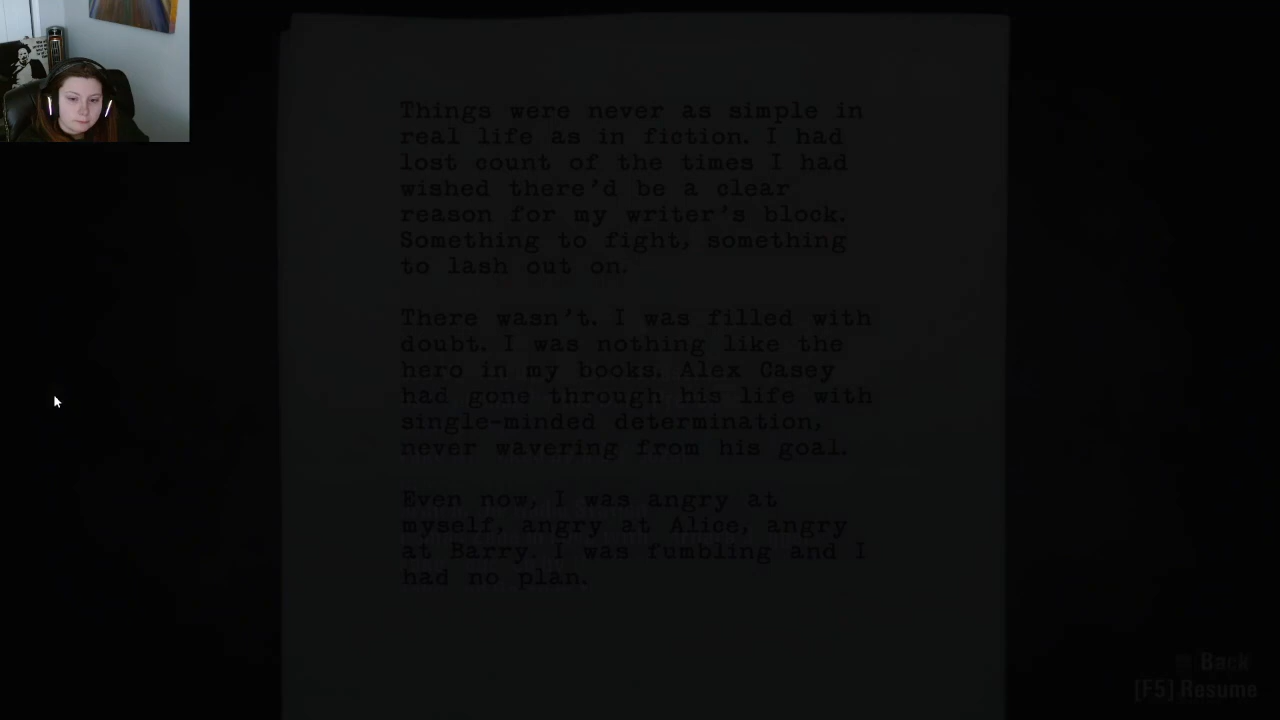 Things were never as simple in
real life as in fiction. I had
lost count of the times I had
wished there'd be a clear
reason for my writer's block.
Something to fight, something
to lash out on.
There wasn't. I was filled with
doubt. I was nothing like the
hero in my books. Alex Casey
had gone through his life with
single-minded determination,
never wavering from his goal.
Even now, I was angry at
myself, angry at Alice, angry
at Barry. I was fumbling and I
had no plan.
Back
[F5] Resume